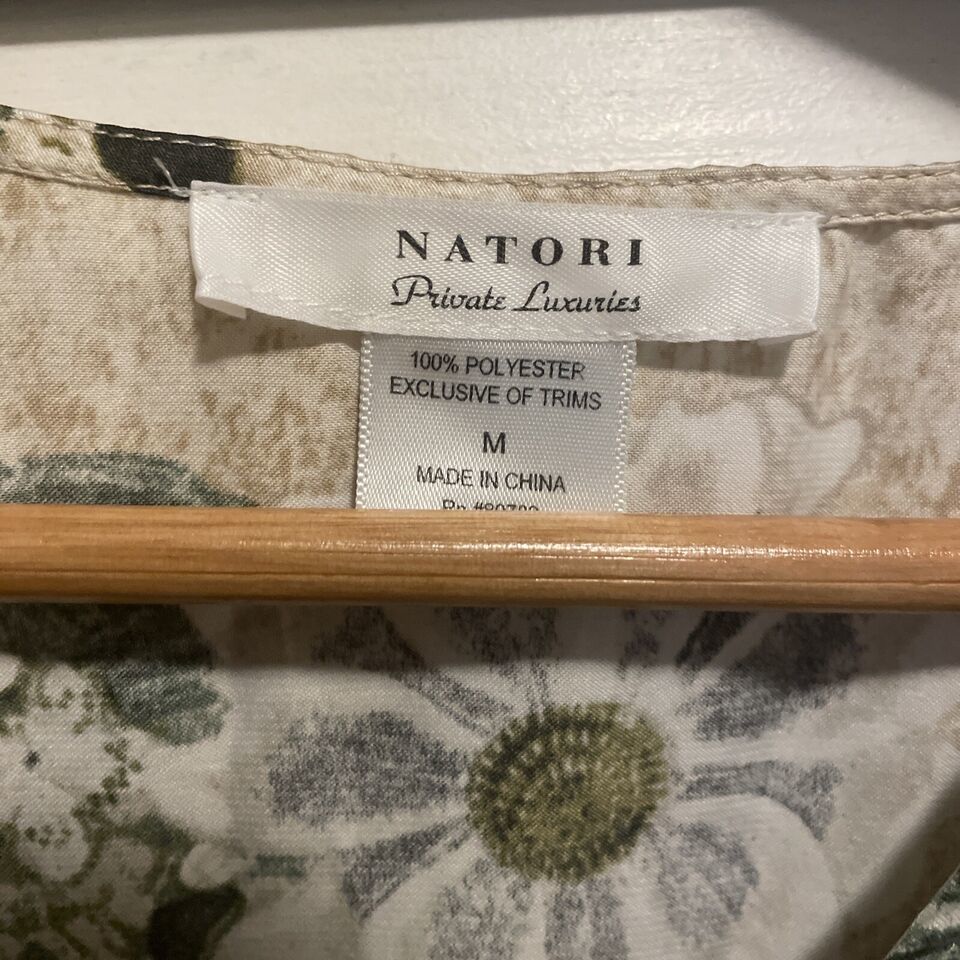 NATORI
Private Luxuries
100% POLYESTER
EXCLUSIVE OF TRIMS
M
MADE IN CHINA